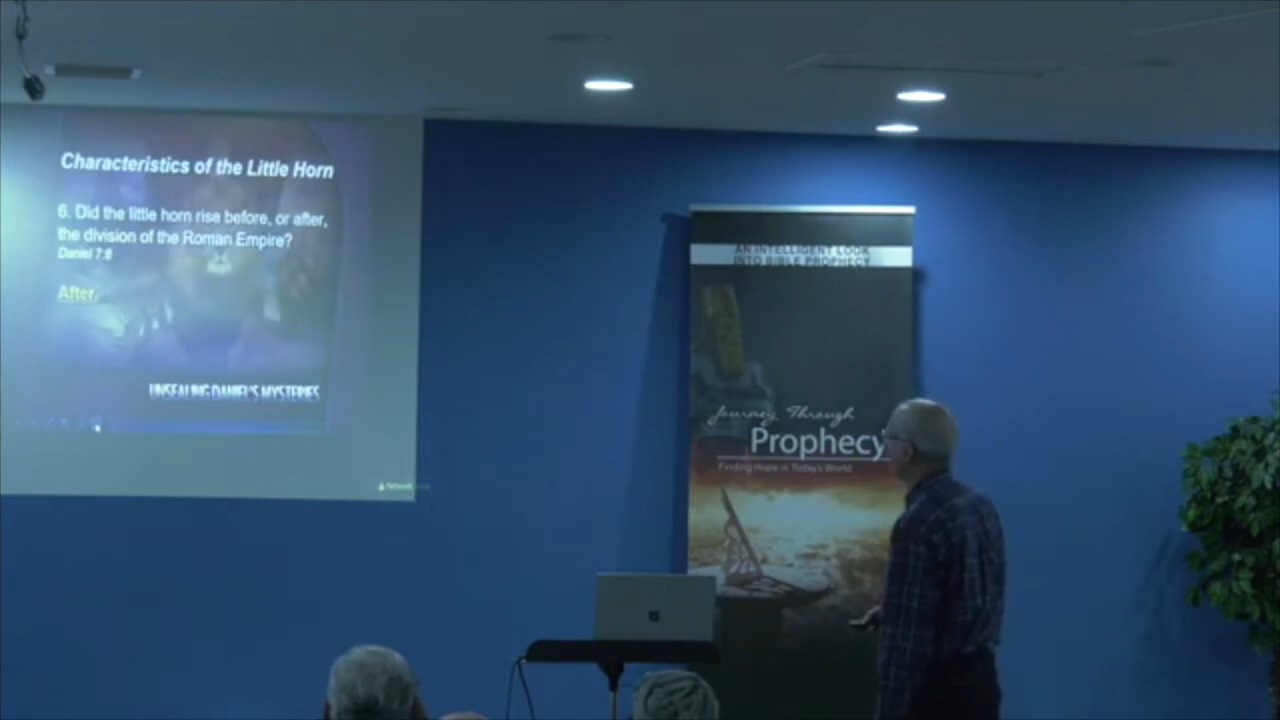 Characteristics of the Little Horn
6. Did the little horn rise before, or after,
the division of the Roman Empire?
Daniel 7:8
After.
UNSEALING DANIEL'S MYSTERIES
AN INTELLIGENT LOOK
INTO BIBLE PROPHECY
Journey Through
Prophecy
Finding Hope in Today's World